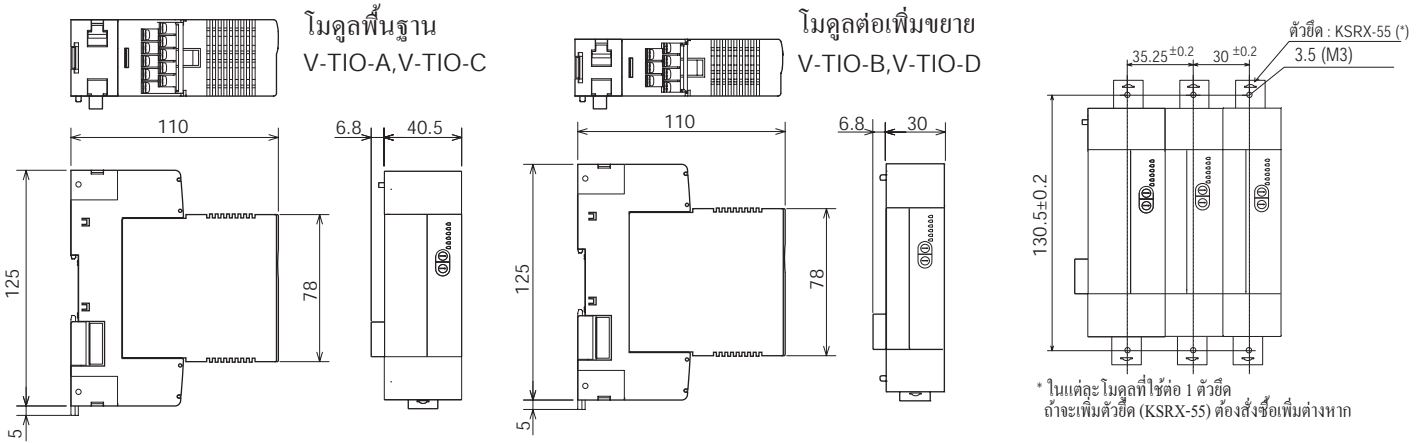 โมดูลพื้นฐาน
V-TIO-A,V-TIO-C
110
6.8
40.5
125
78
5
โมดูลต่อเพิ่มขยาย
V-TIO-B,V-TIO-D
110
6.8
30
125
78
5
ตัวยึด : KSRX-55 (*)
35.25 ±0.2
30 ±0.2
3.5 (M3)
130.5±0.2
* ในแต่ละโมดูลที่ใช้ต่อ 1 ตัวยึด
ถ้าจะเพิ่มตัวยึด (KSRX-55) ต้องสั่งซื้อเพิ่มต่างหาก